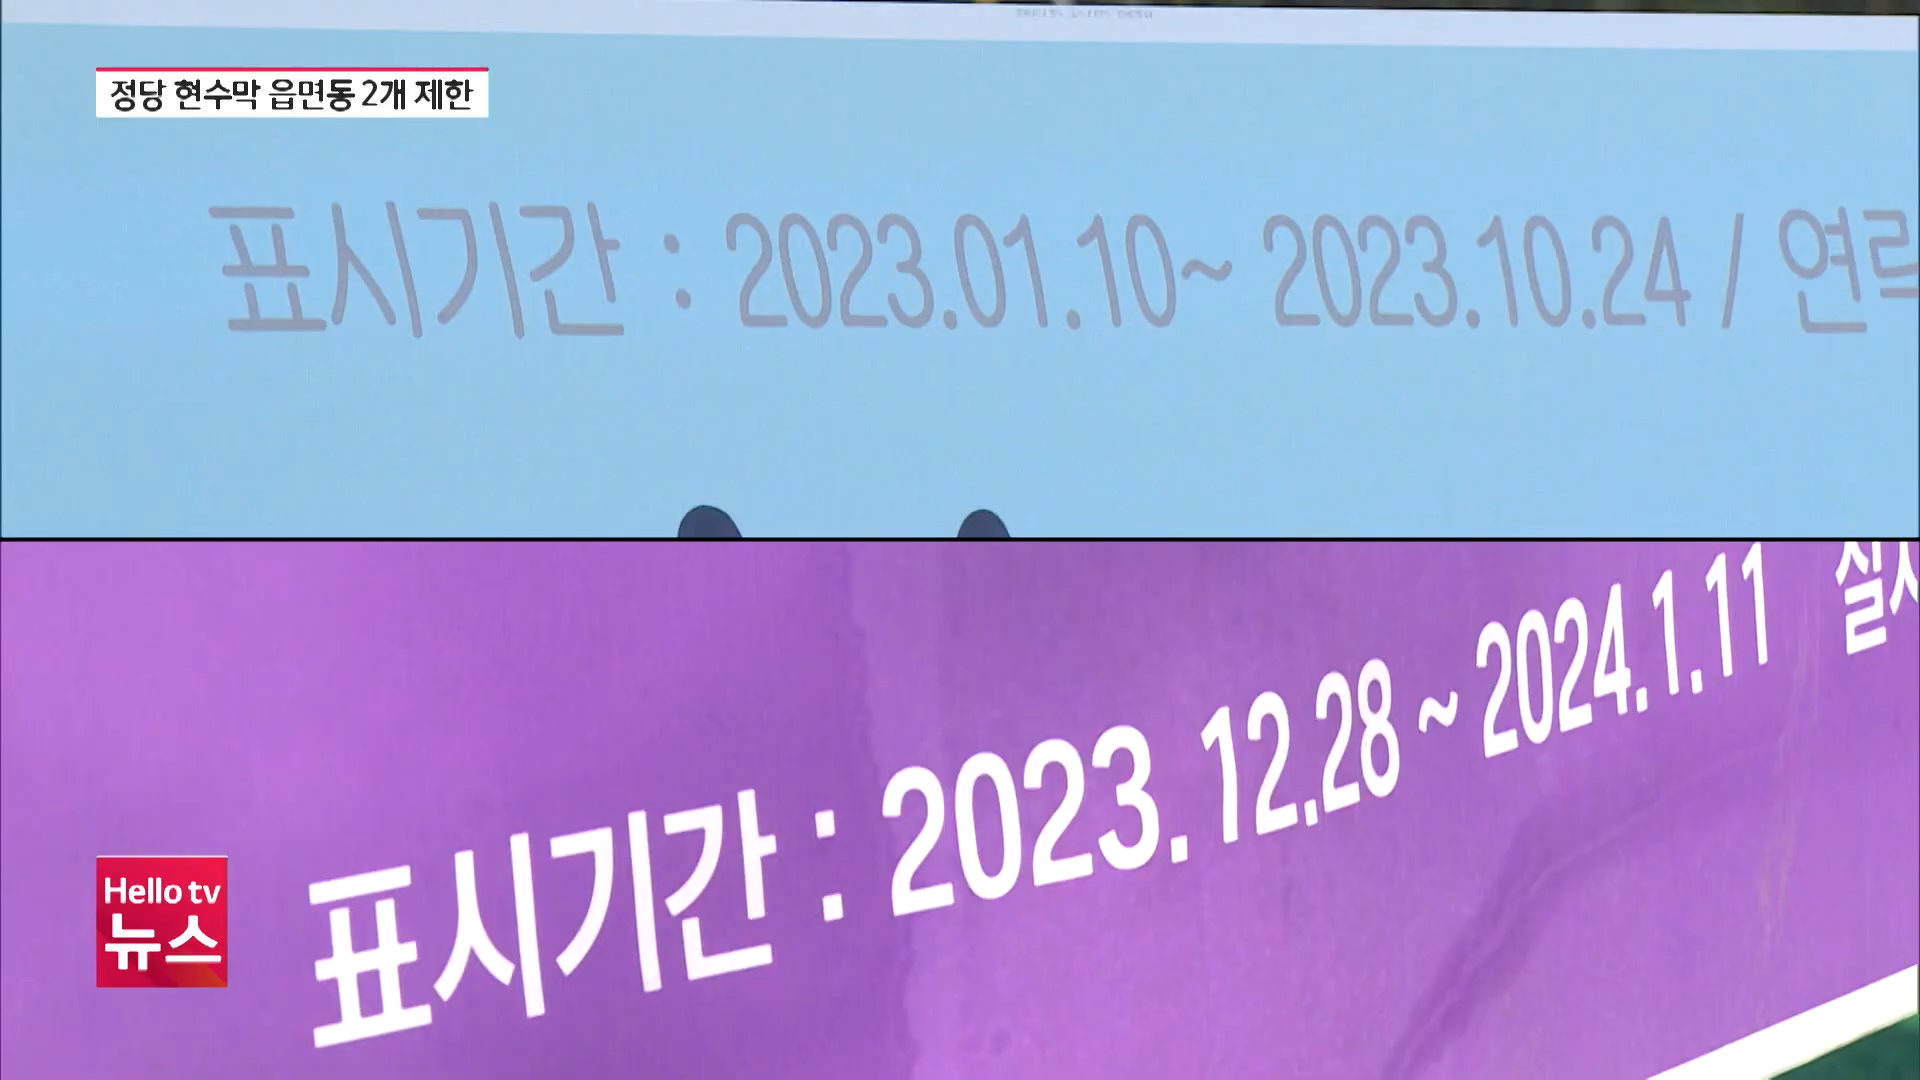 정당 현수막 읍면동 2개 제한
표시기간 : 2023.01.10~ 2023.10.24 /
표시기간 : 2023.12.28 ~ 2024.1.11
Hello tv
뉴스